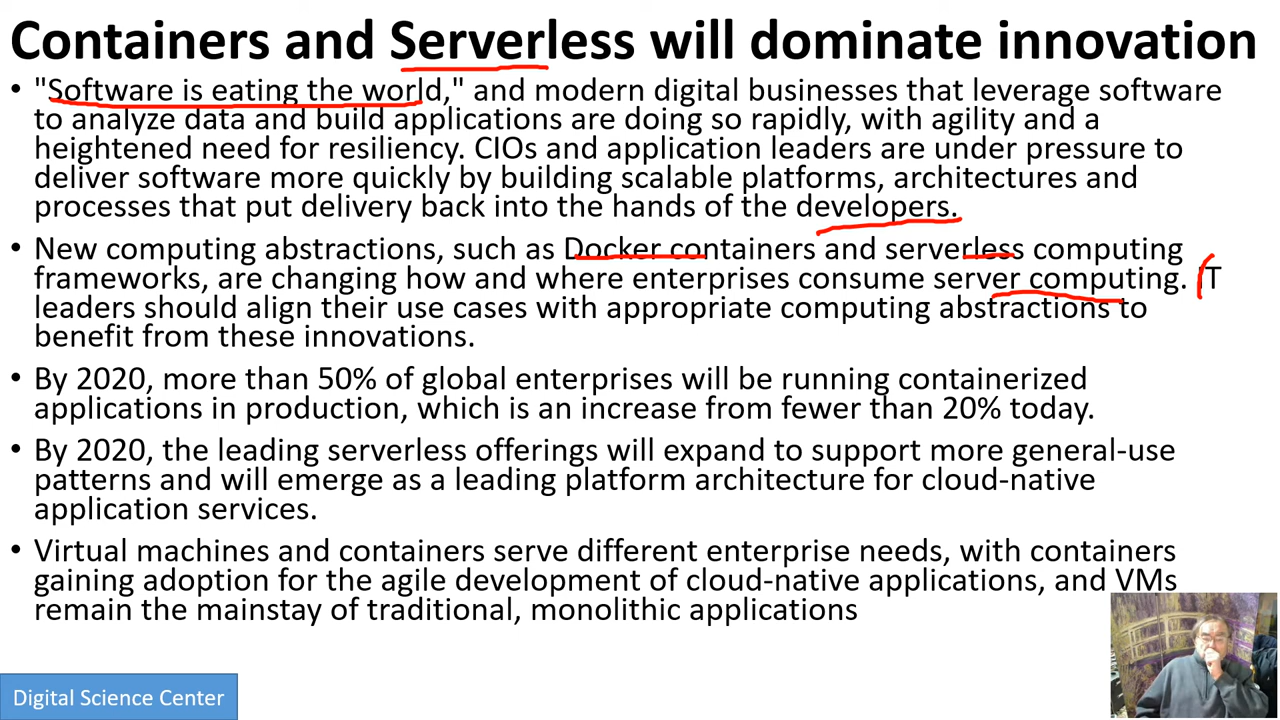 Containers and Serverless will dominate innovation
• "Software is eating the world," and modern digital businesses that leverage software
to analyze data and build applications are doing so rapidly, with agility and a
heightened need for resiliency. CIOs and application leaders are under pressure to
deliver software more quickly by building scalable platforms, architectures and
processes that put delivery back into the hands of the developers.
• New computing abstractions, such as Docker containers and serverless computing
frameworks, are changing how and where enterprises consume server computing. IT
leaders should align their use cases with appropriate computing abstractions to
benefit from these innovations.
• By 2020, more than 50% of global enterprises will be running containerized
applications in production, which is an increase from fewer than 20% today.
• By 2020, the leading serverless offerings will expand to support more general-use
patterns and will emerge as a leading platform architecture for cloud-native
application services.
• Virtual machines and containers serve different enterprise needs, with containers
gaining adoption for the agile development of cloud-native applications, and VMs
remain the mainstay of traditional, monolithic applications
Digital Science Center